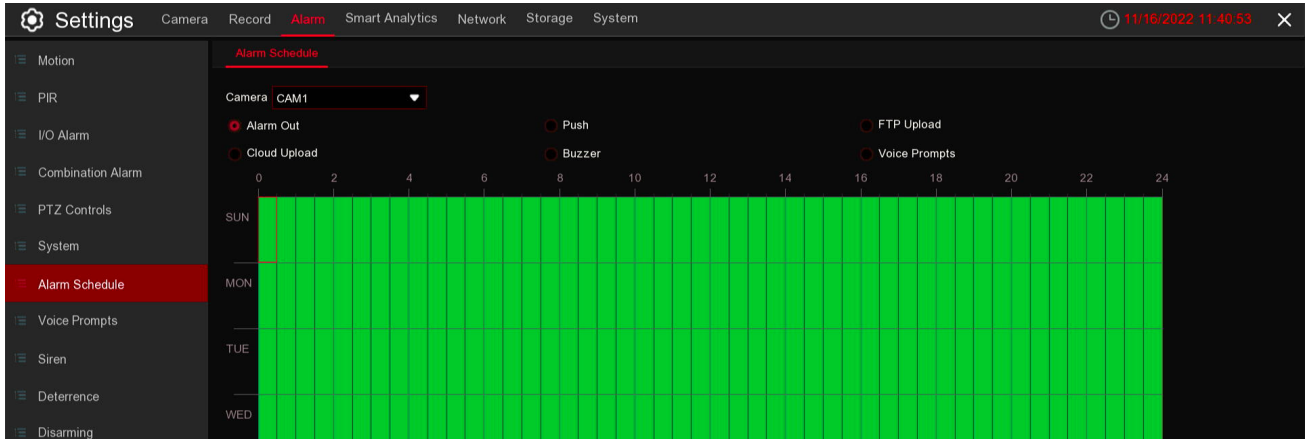 Settings Camera Record Alarm Smart Analytics Network Storage System 11/16/2022 11:40:53
Motion
PIR
I/O Alarm
Combination Alarm
PTZ Controls
System
Alarm Schedule
Voice Prompts
Siren
Deterrence
Disarming
Alarm Schedule
Camera CAM1
Alarm Out Push FTP Upload
Cloud Upload Buzzer Voice Prompts
0 2 4 6 8 10 12 14 16 18 20 22 24
SUN
MON
TUE
WED